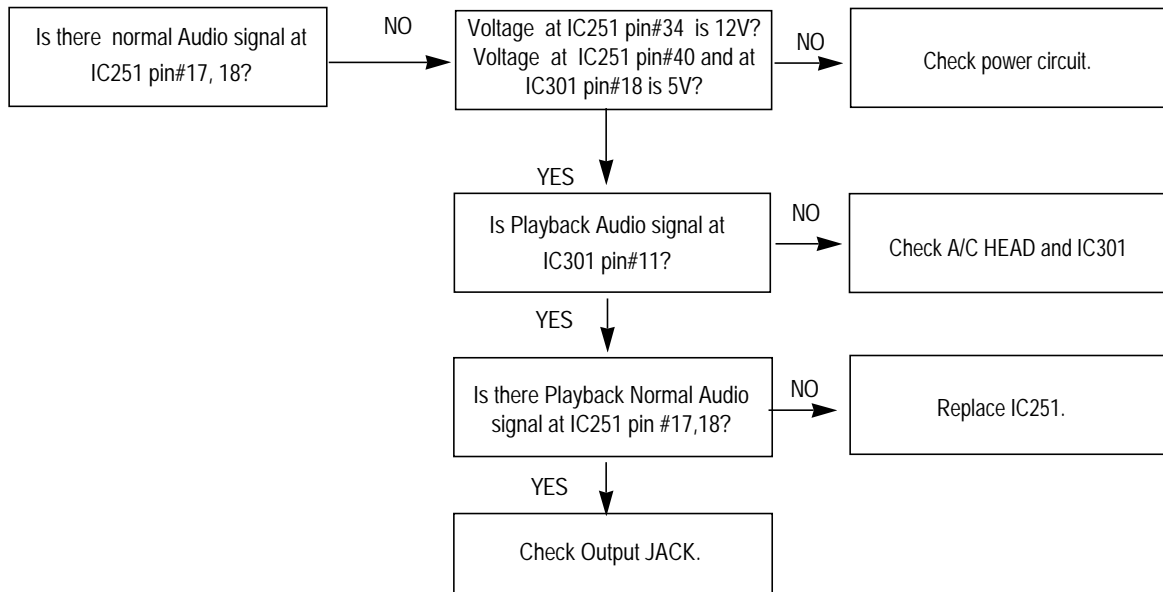 Is there normal Audio signal at
IC251 pin#17, 18?
NO
Voltage at IC251 pin#34 is 12V?
Voltage at IC251 pin#40 and at
IC301 pin#18 is 5V?
NO
Check power circuit.
YES
Is Playback Audio signal at
IC301 pin#11?
NO
Check A/C HEAD and IC301
YES
Is there Playback Normal Audio
signal at IC251 pin #17,18?
NO
Replace IC251.
YES
Check Output JACK.